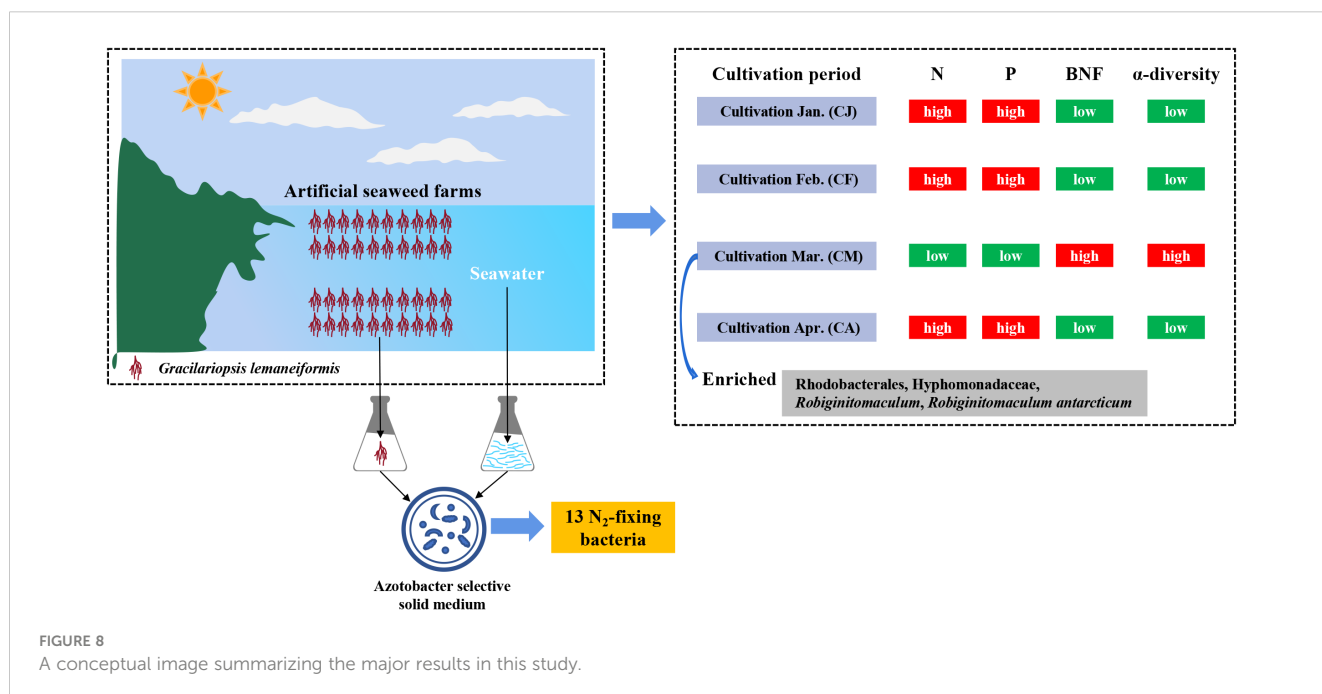 Artificial seaweed farms
Seawater
Gracilariopsis lemaneiformis
Azotobacter selective
solid medium
13 N₂-fixing
bacteria
Cultivation period N P BNF α-diversity
Cultivation Jan. (CJ) high high low low
Cultivation Feb. (CF) high high low low
Cultivation Mar. (CM) low low high high
Cultivation Apr. (CA) high high low low
Enriched
Rhodobacterales, Hyphomonadaceae,
Robiginitomaculum, Robiginitomaculum antarcticum
FIGURE 8
A conceptual image summarizing the major results in this study.